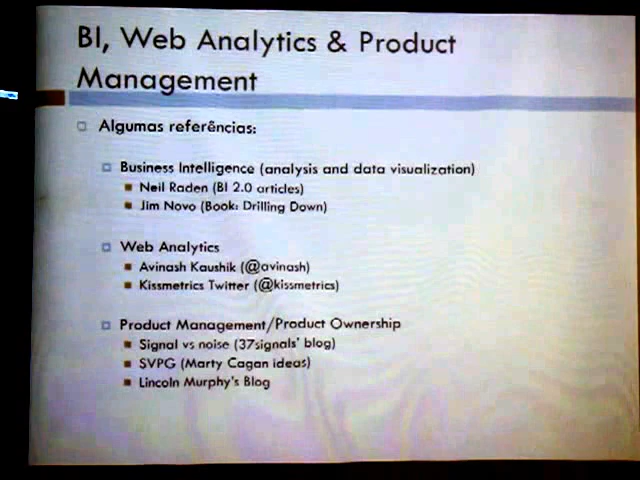 BI, Web Analytics & Product
Management
Algumas referências:
Business Intelligence (analysis and data visualization)
Neil Raden (BI 2.0 articles)
Jim Novo (Book: Drilling Down)
Web Analytics
Avinash Kaushik (@avinash)
Kissmetrics Twitter (@kissmetrics)
Product Management/Product Ownership
Signal vs noise (37signals' blog)
SVPG (Marty Cagan ideas)
Lincoln Murphy's Blog